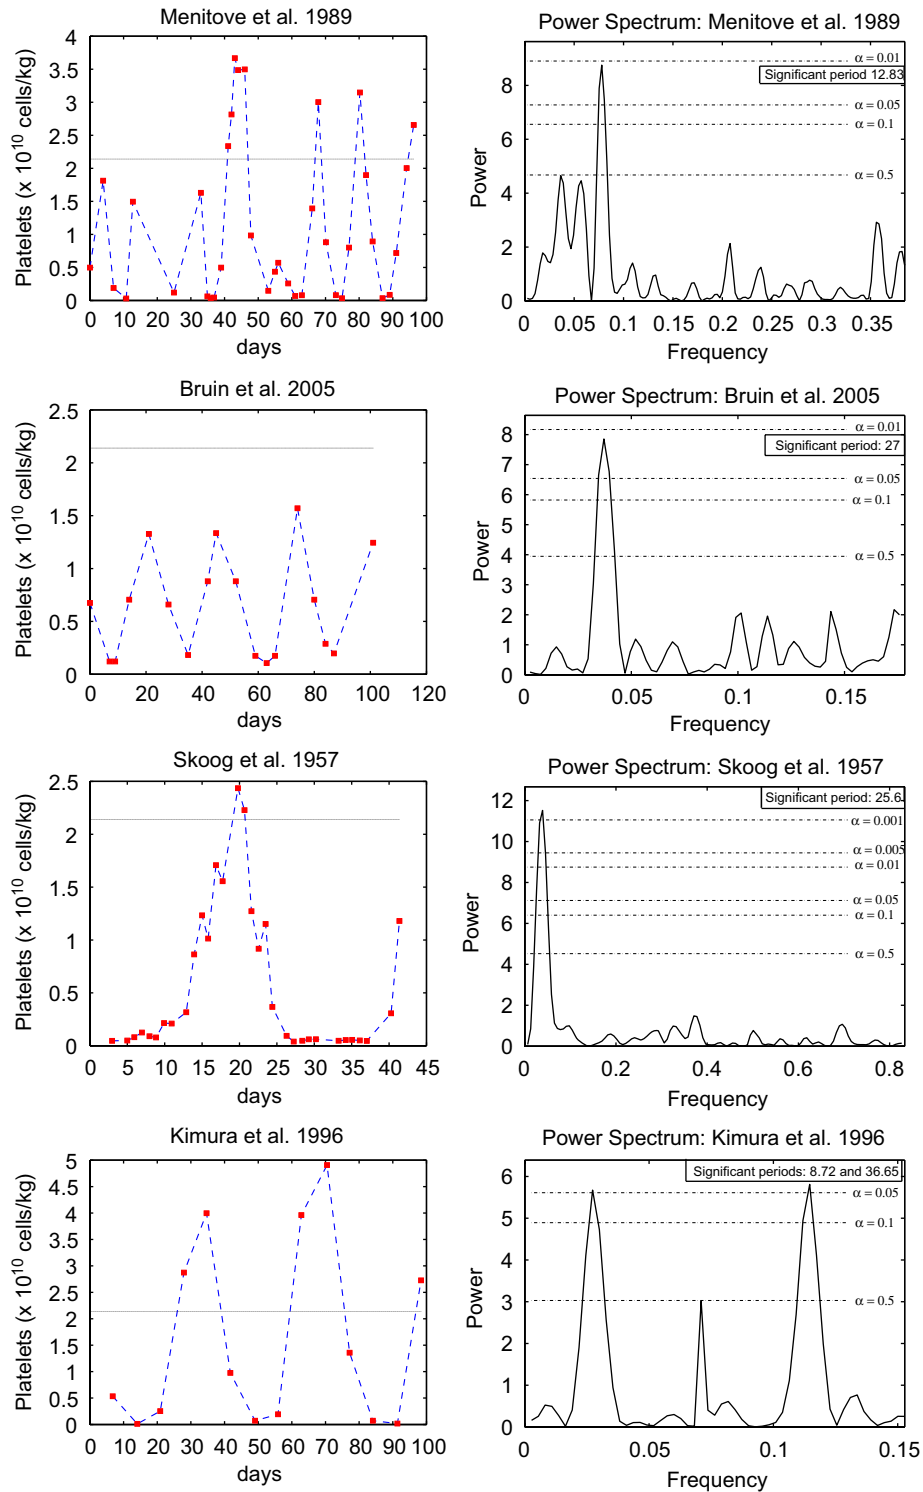 Menitove et al. 1989
Platelets (x 10^10 cells/kg)
4
3.5
3
2.5
2
1.5
1
0.5
0
0 10 20 30 40 50 60 70 80 90 100
days
Power Spectrum: Menitove et al. 1989
Power
8
6
4
2
0
α = 0.01
Significant period 12.83
α = 0.05
α = 0.1
α = 0.5
0 0.05 0.1 0.15 0.2 0.25 0.3 0.35
Frequency
Bruin et al. 2005
Platelets (x 10^10 cells/kg)
2.5
2
1.5
1
0.5
0
0 20 40 60 80 100 120
days
Power Spectrum: Bruin et al. 2005
Power
8
7
6
5
4
3
2
1
0
α = 0.01
Significant period: 27
α = 0.05
α = 0.1
α = 0.5
0 0.05 0.1 0.15
Frequency
Skoog et al. 1957
Platelets (x 10^10 cells/kg)
2.5
2
1.5
1
0.5
0
0 5 10 15 20 25 30 35 40 45
days
Power Spectrum: Skoog et al. 1957
Power
12
10
8
6
4
2
0
Significant period: 25.6
α = 0.001
α = 0.005
α = 0.01
α = 0.05
α = 0.1
α = 0.5
0 0.2 0.4 0.6 0.8
Frequency
Kimura et al. 1996
Platelets (x 10^10 cells/kg)
5
4.5
4
3.5
3
2.5
2
1.5
1
0.5
0
0 10 20 30 40 50 60 70 80 90 100
days
Power Spectrum: Kimura et al. 1996
Power
6
5
4
3
2
1
0
Significant periods: 8.72 and 36.65
α = 0.05
α = 0.1
α = 0.5
0 0.05 0.1 0.15
Frequency